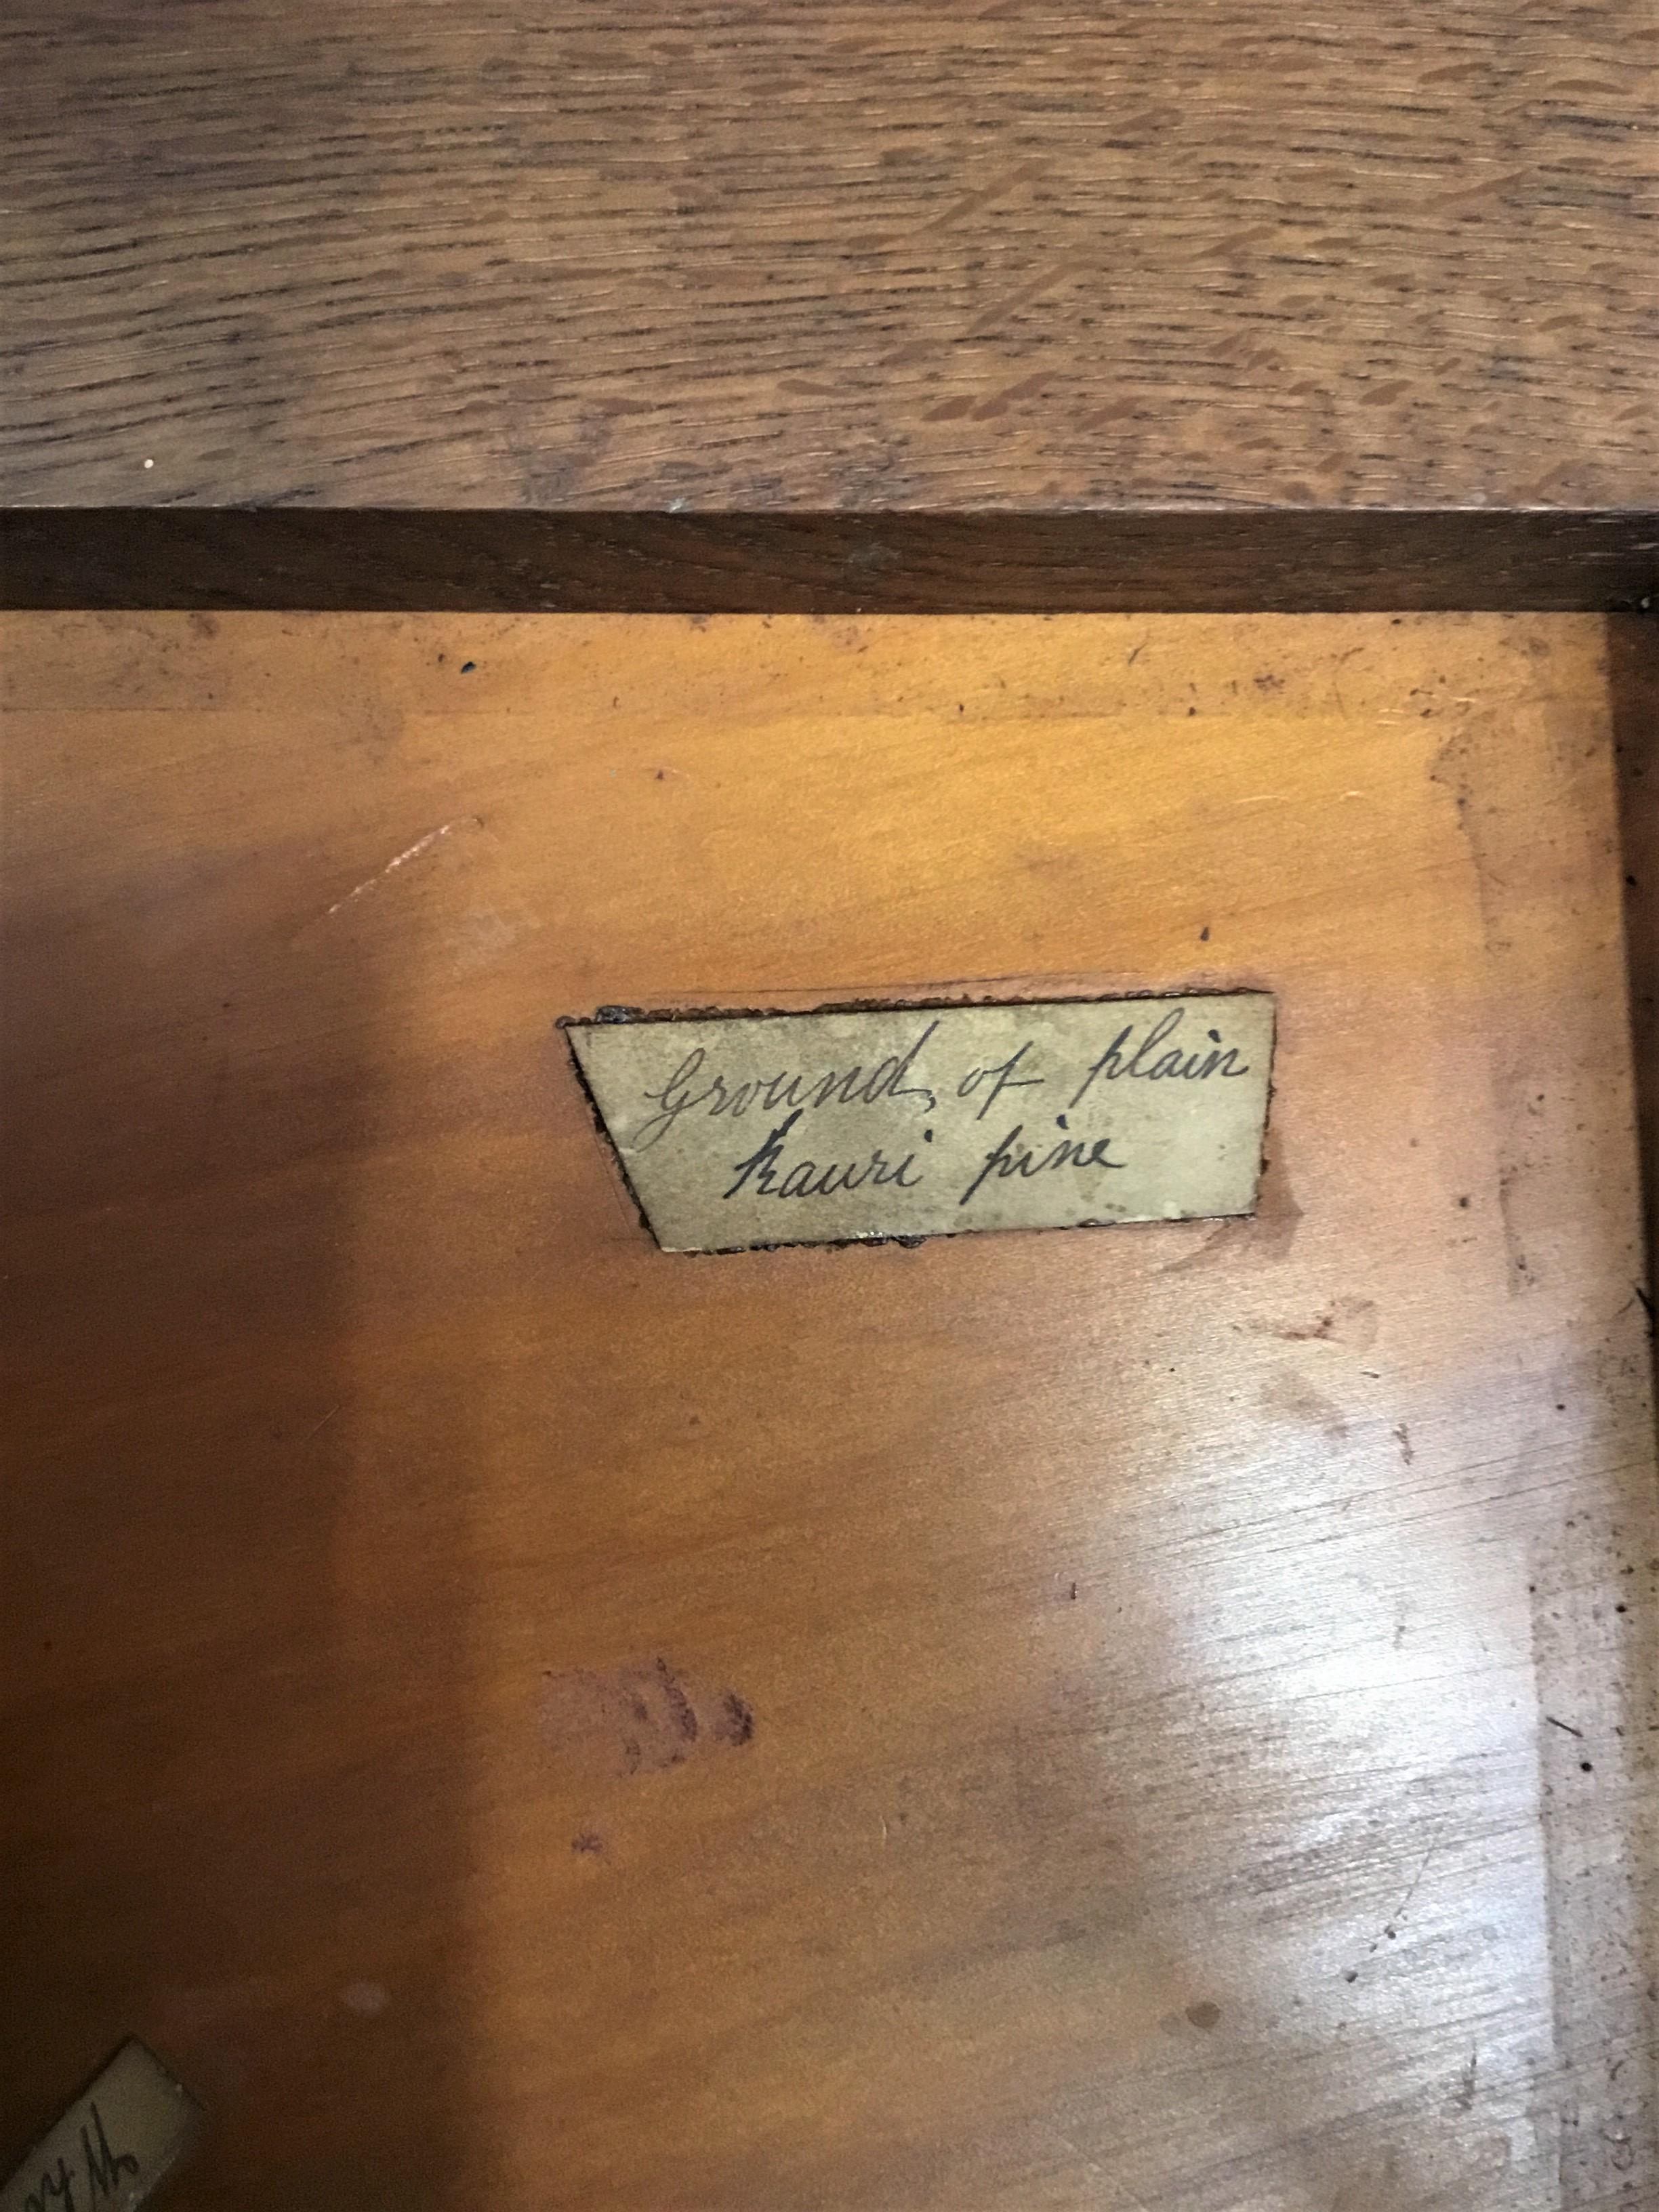 Ground, of plain
Kauri pine